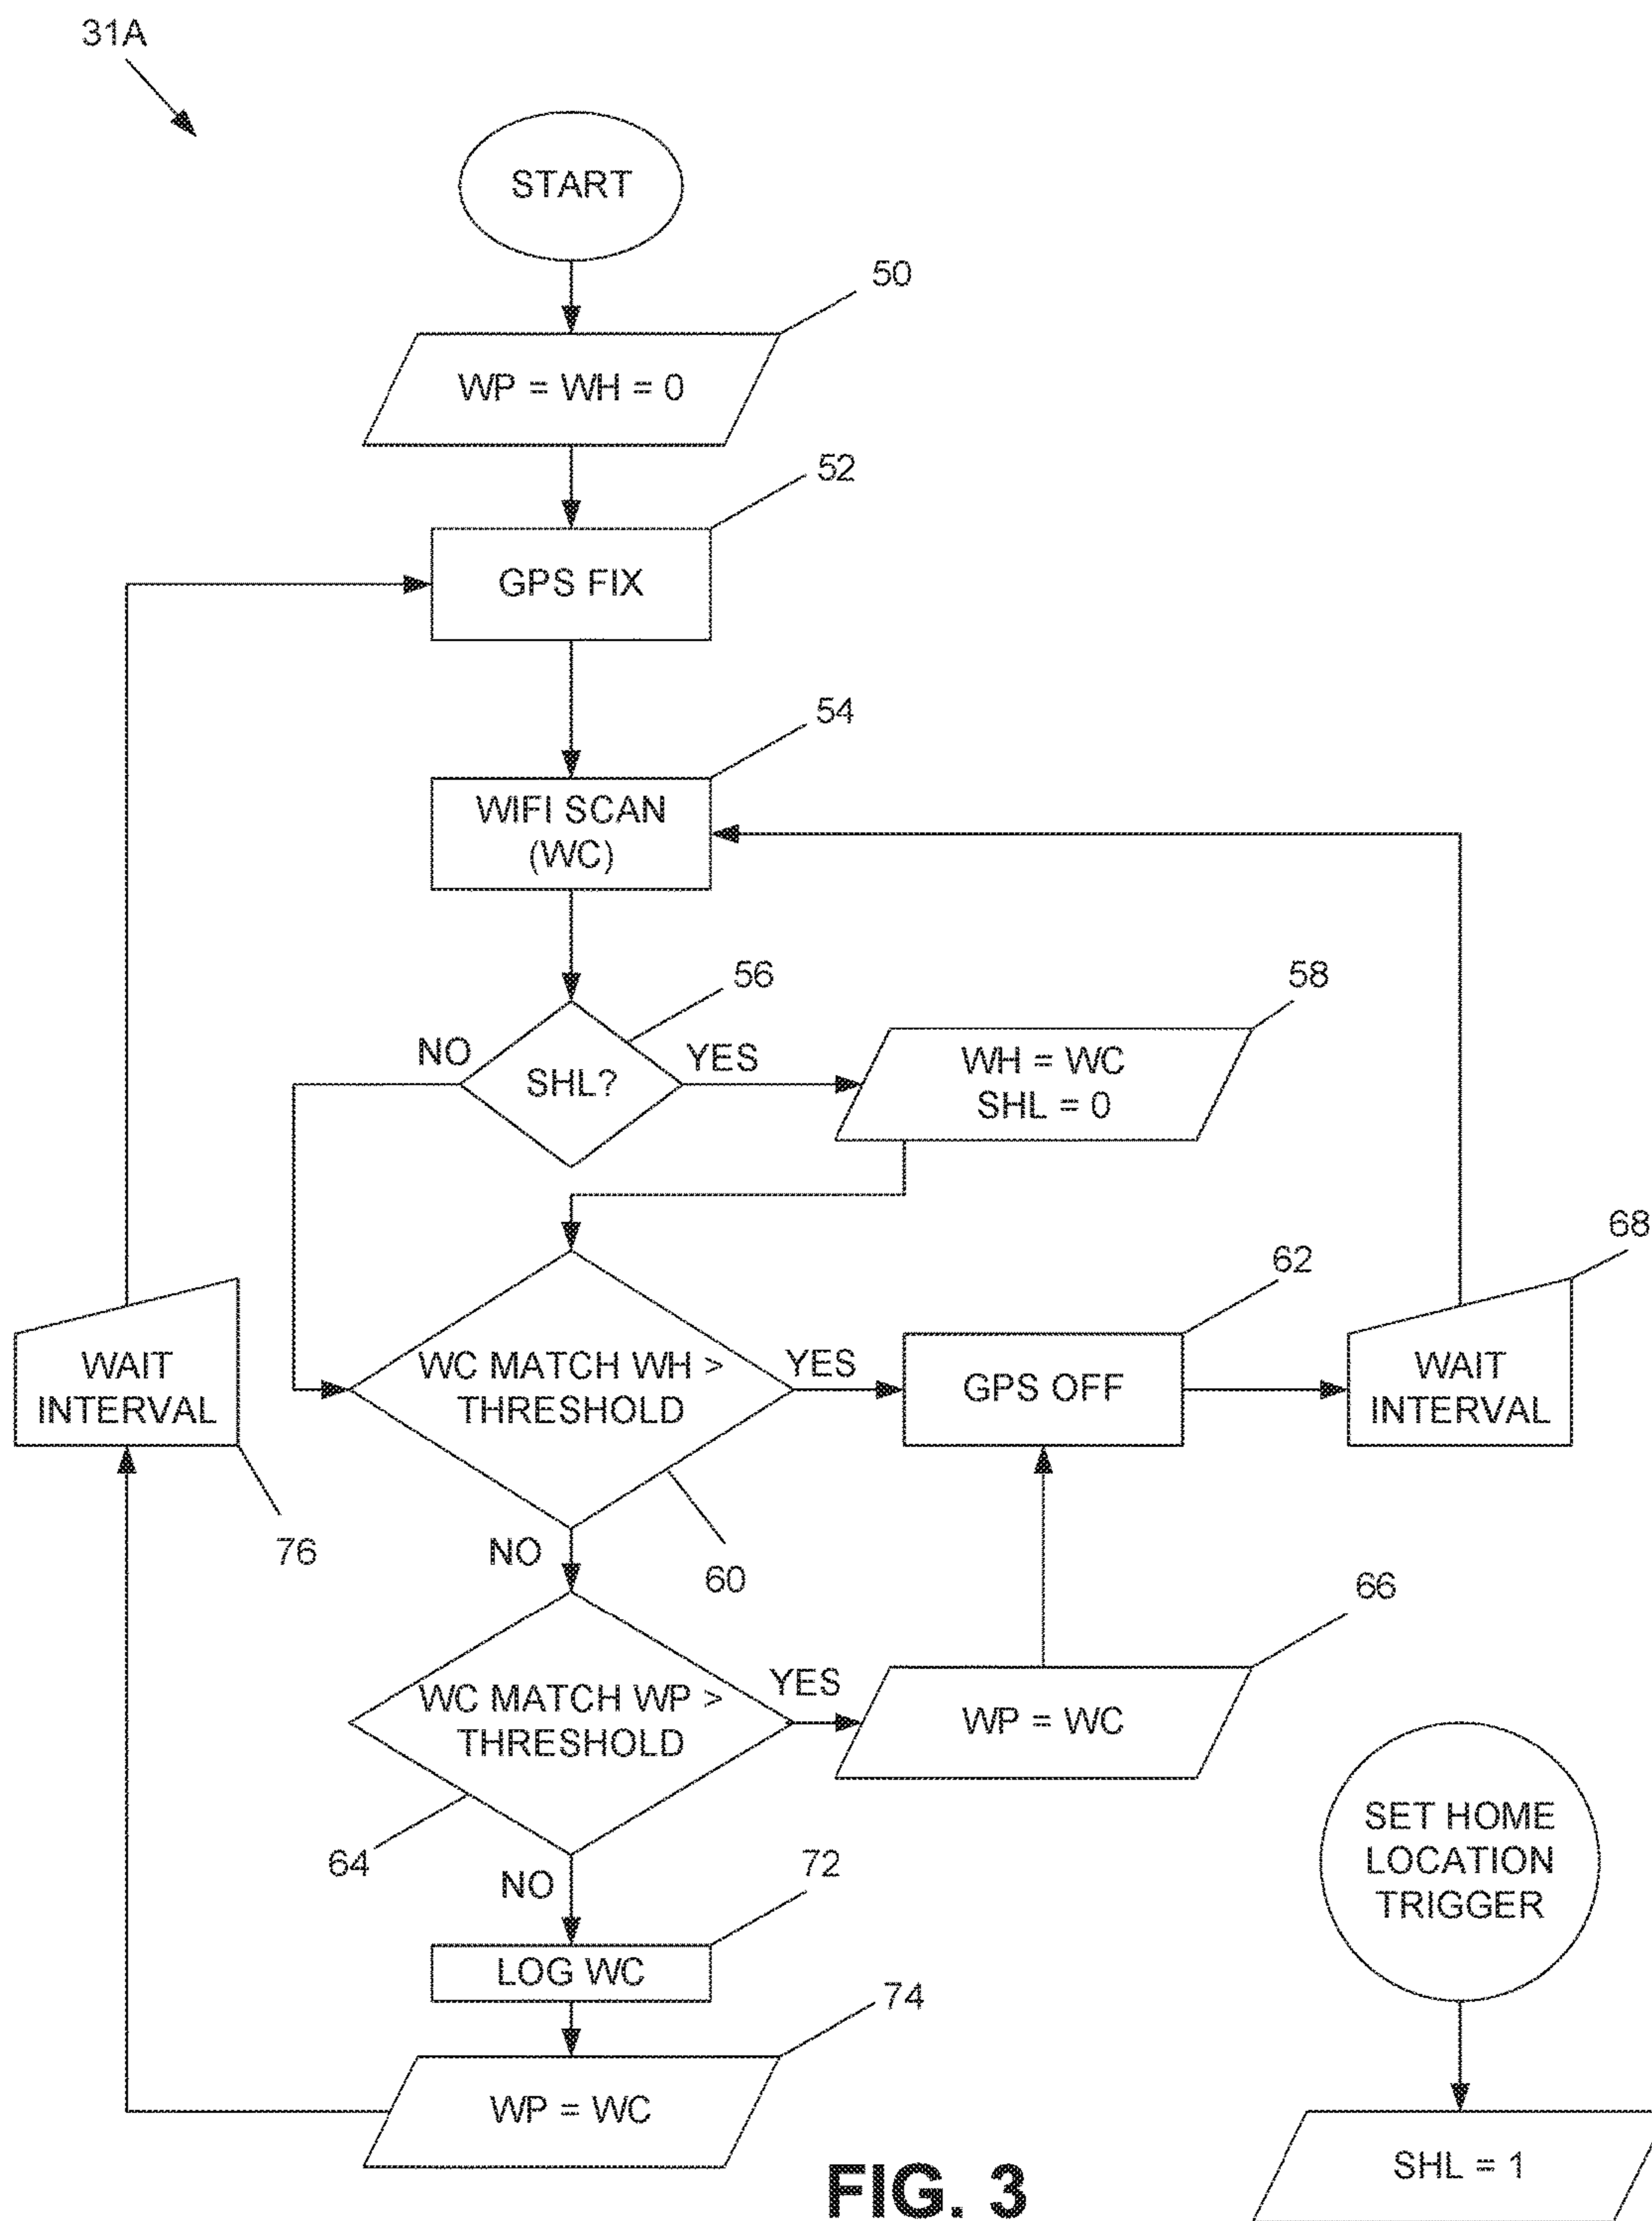 31A
START
50
WP = WH = 0
52
GPS FIX
54
WIFI SCAN
(WC)
56
58
NO
YES
SHL?
WH = WC
SHL = 0
68
62
WAIT
INTERVAL
WC MATCH WH >
THRESHOLD
YES
GPS OFF
WAIT
INTERVAL
76
NO
60
66
WC MATCH WP >
THRESHOLD
YES
WP = WC
64
SET HOME
LOCATION
TRIGGER
NO
72
LOG WC
74
WP = WC
SHL = 1
FIG. 3